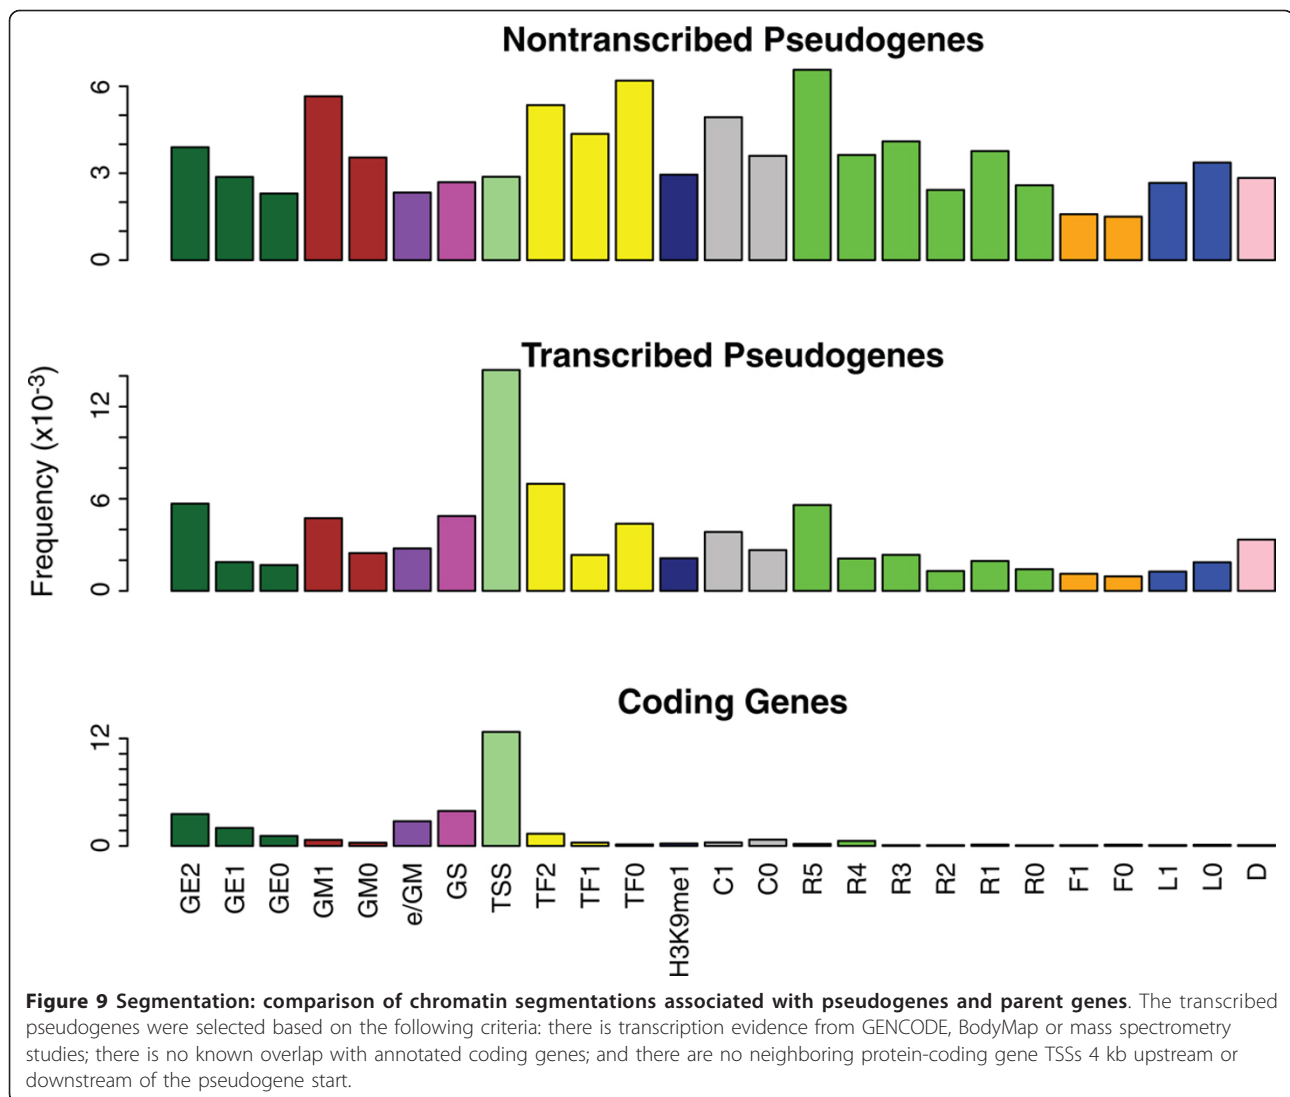 Nontranscribed Pseudogenes
6
3
0
Transcribed Pseudogenes
Frequency (x10-3)
12
6
0
Coding Genes
12
0
GE2 GE1 GE0 GM1 GM0 e/GM GS TSS TF2 TF1 TF0 H3K9me1 C1 C0 R5 R4 R3 R2 R1 R0 F1 F0 L1 L0 D
Figure 9 Segmentation: comparison of chromatin segmentations associated with pseudogenes and parent genes. The transcribed
pseudogenes were selected based on the following criteria: there is transcription evidence from GENCODE, BodyMap or mass spectrometry
studies; there is no known overlap with annotated coding genes; and there are no neighboring protein-coding gene TSSs 4 kb upstream or
downstream of the pseudogene start.